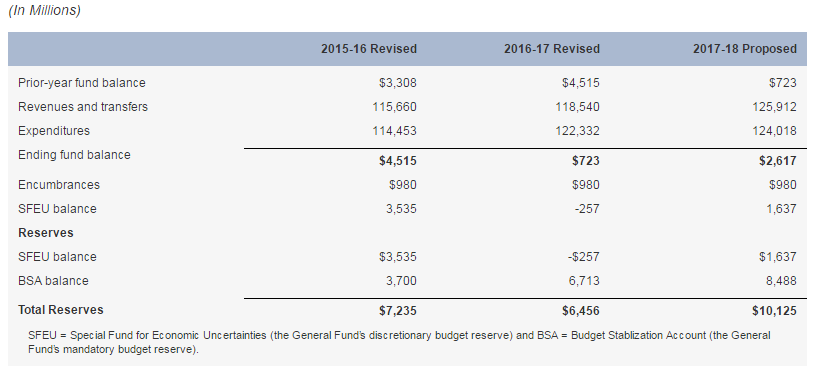 (In Millions)
2015-16 Revised 2016-17 Revised 2017-18 Proposed
Prior-year fund balance $3,308 $4,515 $723
Revenues and transfers 115,660 118,540 125,912
Expenditures 114,453 122,332 124,018
Ending fund balance $4,515 $723 $2,617
Encumbrances $980 $980 $980
SFEU balance 3,535 -257 1,637
Reserves
SFEU balance $3,535 -$257 $1,637
BSA balance 3,700 6,713 8,488
Total Reserves $7,235 $6,456 $10,125
SFEU = Special Fund for Economic Uncertainties (the General Fund's discretionary budget reserve) and BSA = Budget Stablization Account (the General
Fund's mandatory budget reserve).